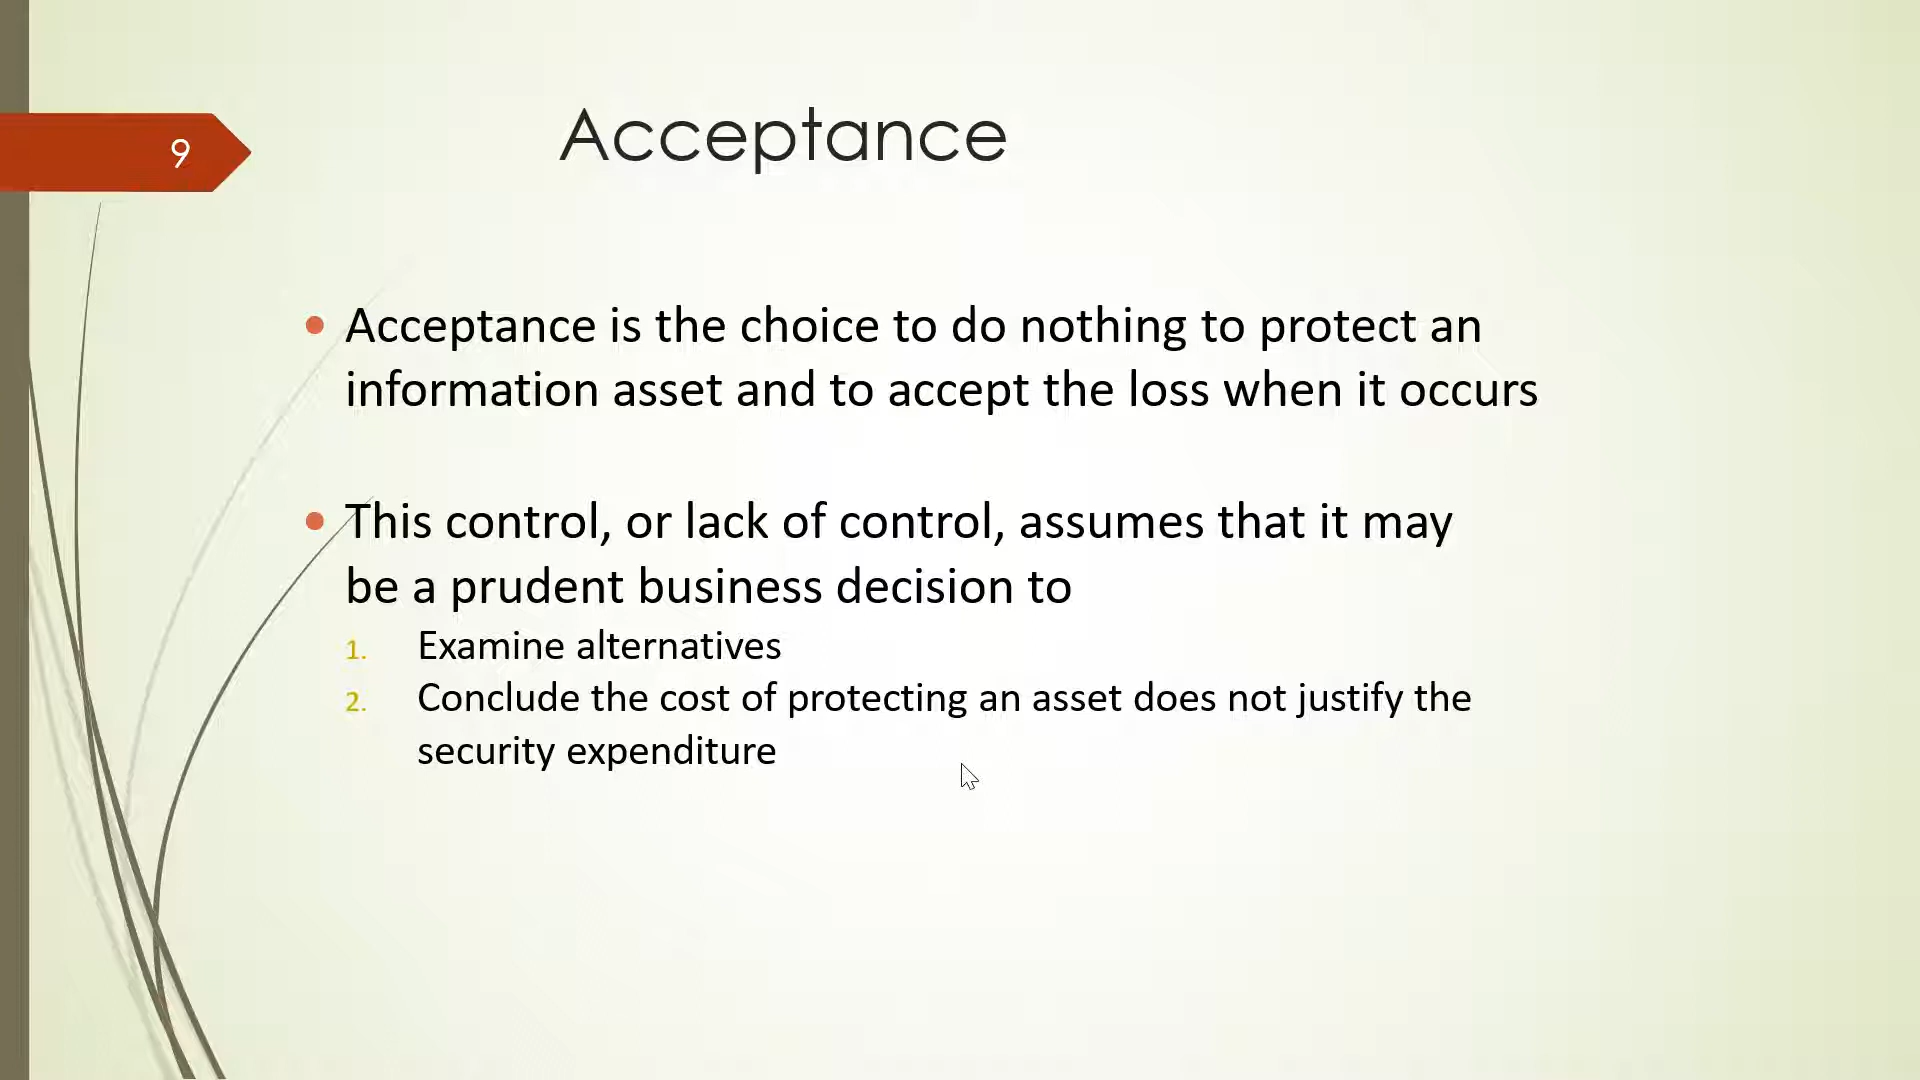 9
Acceptance
• Acceptance is the choice to do nothing to protect an
information asset and to accept the loss when it occurs
• This control, or lack of control, assumes that it may
be a prudent business decision to
1. Examine alternatives
2. Conclude the cost of protecting an asset does not justify the
security expenditure